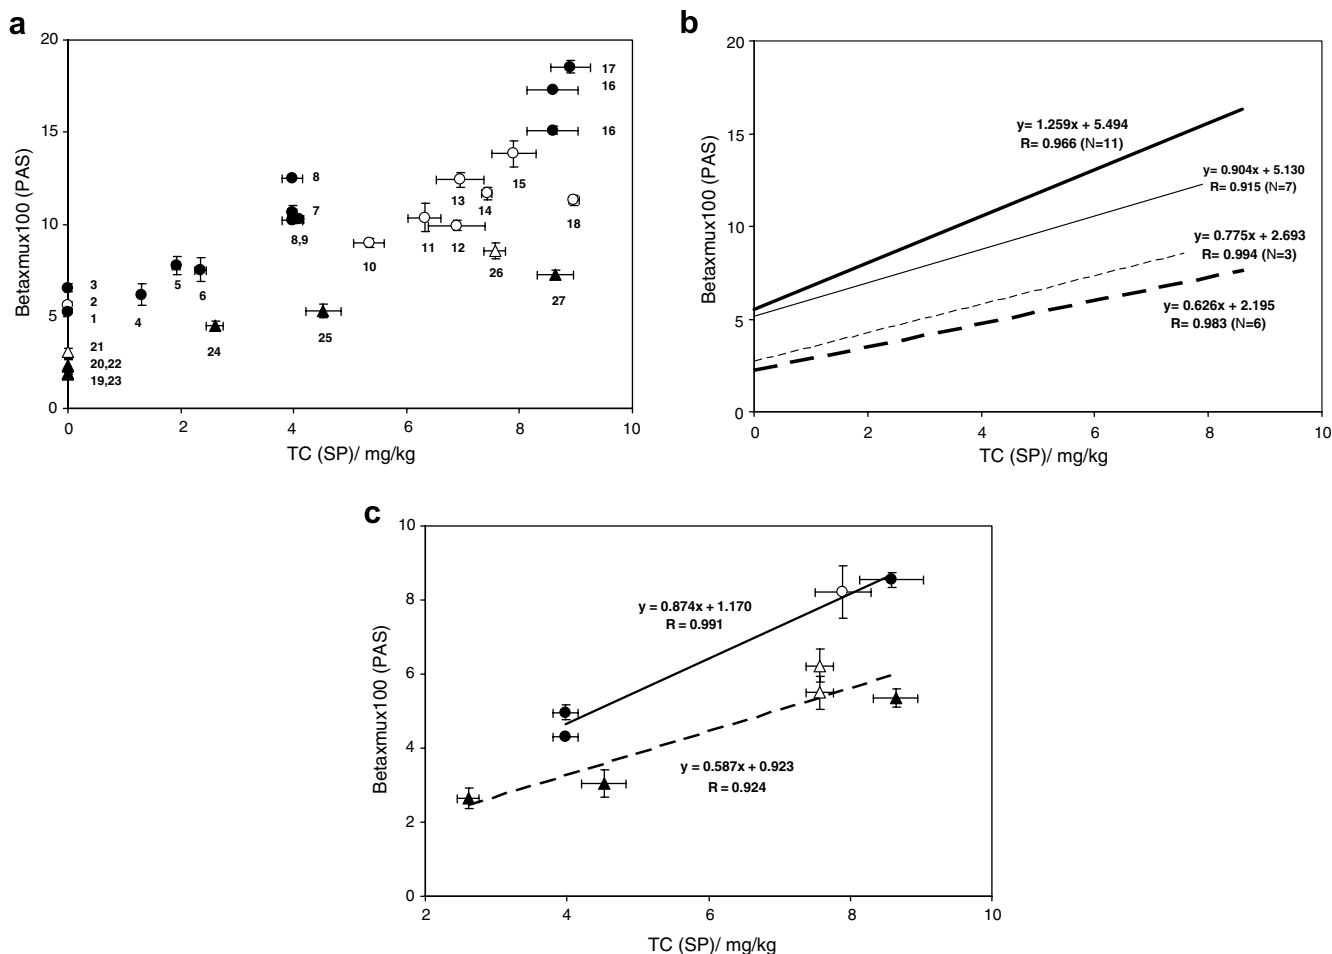 a
20
15
10
5
0
0
2
4
6
8
10
Betaxmux100 (PAS)
TC (SP)/ mg/kg
17
16
16
15
13
14
18
8
7
8,9
11
12
10
26
27
5
6
4
3
2
1
21
20,22
19,23
24
25
b
20
15
10
5
0
0
2
4
6
8
10
Betaxmux100 (PAS)
TC (SP)/ mg/kg
y= 1.259x + 5.494
R= 0.966 (N=11)
y= 0.904x + 5.130
R= 0.915 (N=7)
y= 0.775x + 2.693
R= 0.994 (N=3)
y= 0.626x + 2.195
R= 0.983 (N=6)
c
10
8
6
4
2
0
2
4
6
8
10
Betaxmux100 (PAS)
TC (SP)/ mg/kg
y = 0.874x + 1.170
R = 0.991
y = 0.587x + 0.923
R = 0.924